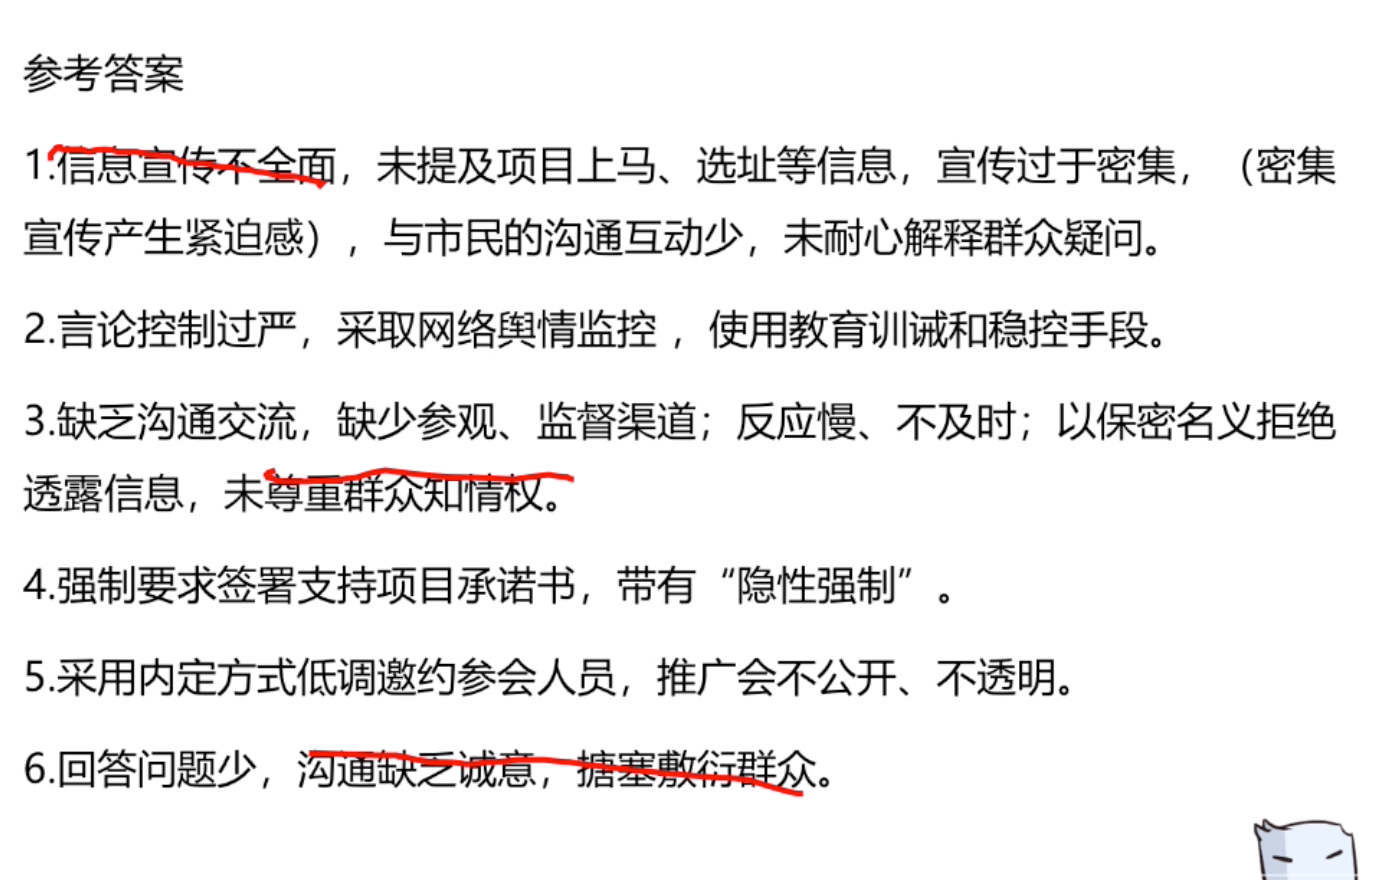 参考答案
1.信息宣传不全面，未提及项目上马、选址等信息，宣传过于密集，（密集
宣传产生紧迫感），与市民的沟通互动少，未耐心解释群众疑问。
2.言论控制过严，采取网络舆情监控，使用教育训诫和稳控手段。
3.缺乏沟通交流，缺少参观、监督渠道；反应慢、不及时；以保密名义拒绝
透露信息，未尊重群众知情权。
4.强制要求签署支持项目承诺书，带有“隐性强制”。
5.采用内定方式低调邀约参会人员，推广会不公开、不透明。
6.回答问题少，沟通缺乏诚意，搪塞敷衍群众。